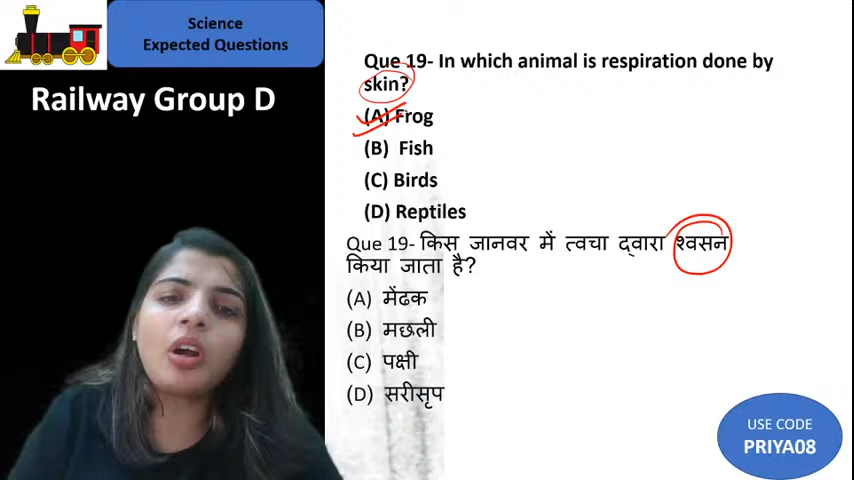 Science
Expected Questions
Railway Group D
Que 19- In which animal is respiration done by
skin?
(A) Frog
(B) Fish
(C) Birds
(D) Reptiles
Que 19- किस जानवर में त्वचा द्वारा श्वसन
किया जाता है?
(A) मेंढक
(B) मछली
(C) पक्षी
(D) सरीसृप
USE CODE
PRIYA08